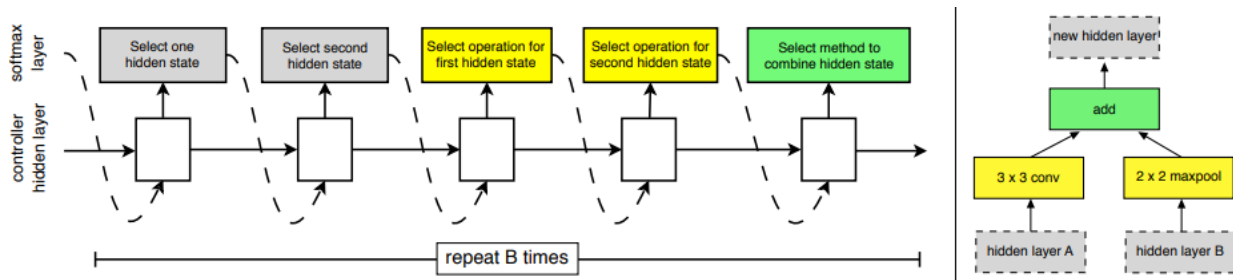 softmax
layer
controller
hidden layer
Select one
hidden state
Select second
hidden state
Select operation for
first hidden state
Select operation for
second hidden state
Select method to
combine hidden state
repeat B times
new hidden layer
add
3 x 3 conv
2 x 2 maxpool
hidden layer A
hidden layer B